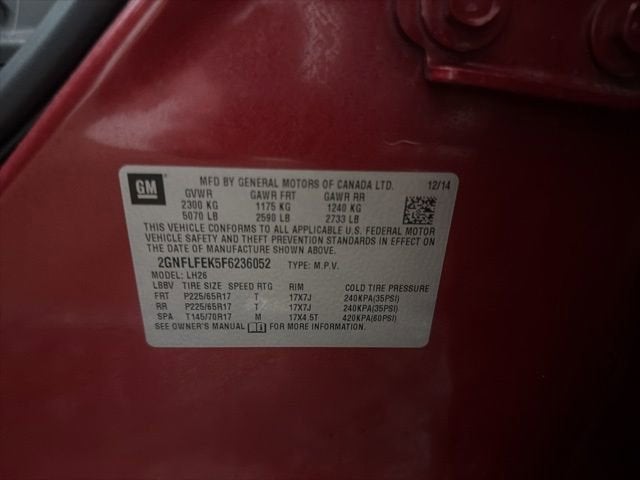 GM MFD BY GENERAL MOTORS OF CANADA LTD. 12/14
GVWR GAWR FRT GAWR RR
2300 KG 1175 KG 1240 KG
5070 LB 2590 LB 2733 LB
THIS VEHICLE CONFORMS TO ALL APPLICABLE U.S. FEDERAL MOTOR
VEHICLE SAFETY AND THEFT PREVENTION STANDARDS IN EFFECT ON
THE DATE OF MANUFACTURE SHOWN ABOVE.
2GNFLFEK5F6236052 TYPE: M.P.V.
MODEL: LH26
LBBV TIRE SIZE SPEED RTG RIM COLD TIRE PRESSURE
FRT P225/65R17 T 17X7J 240KPA(35PSI)
RR P225/65R17 T 17X7J 240KPA(35PSI)
SPA T145/70R17 M 17X4.5T 420KPA(60PSI)
SEE OWNER'S MANUAL FOR MORE INFORMATION.